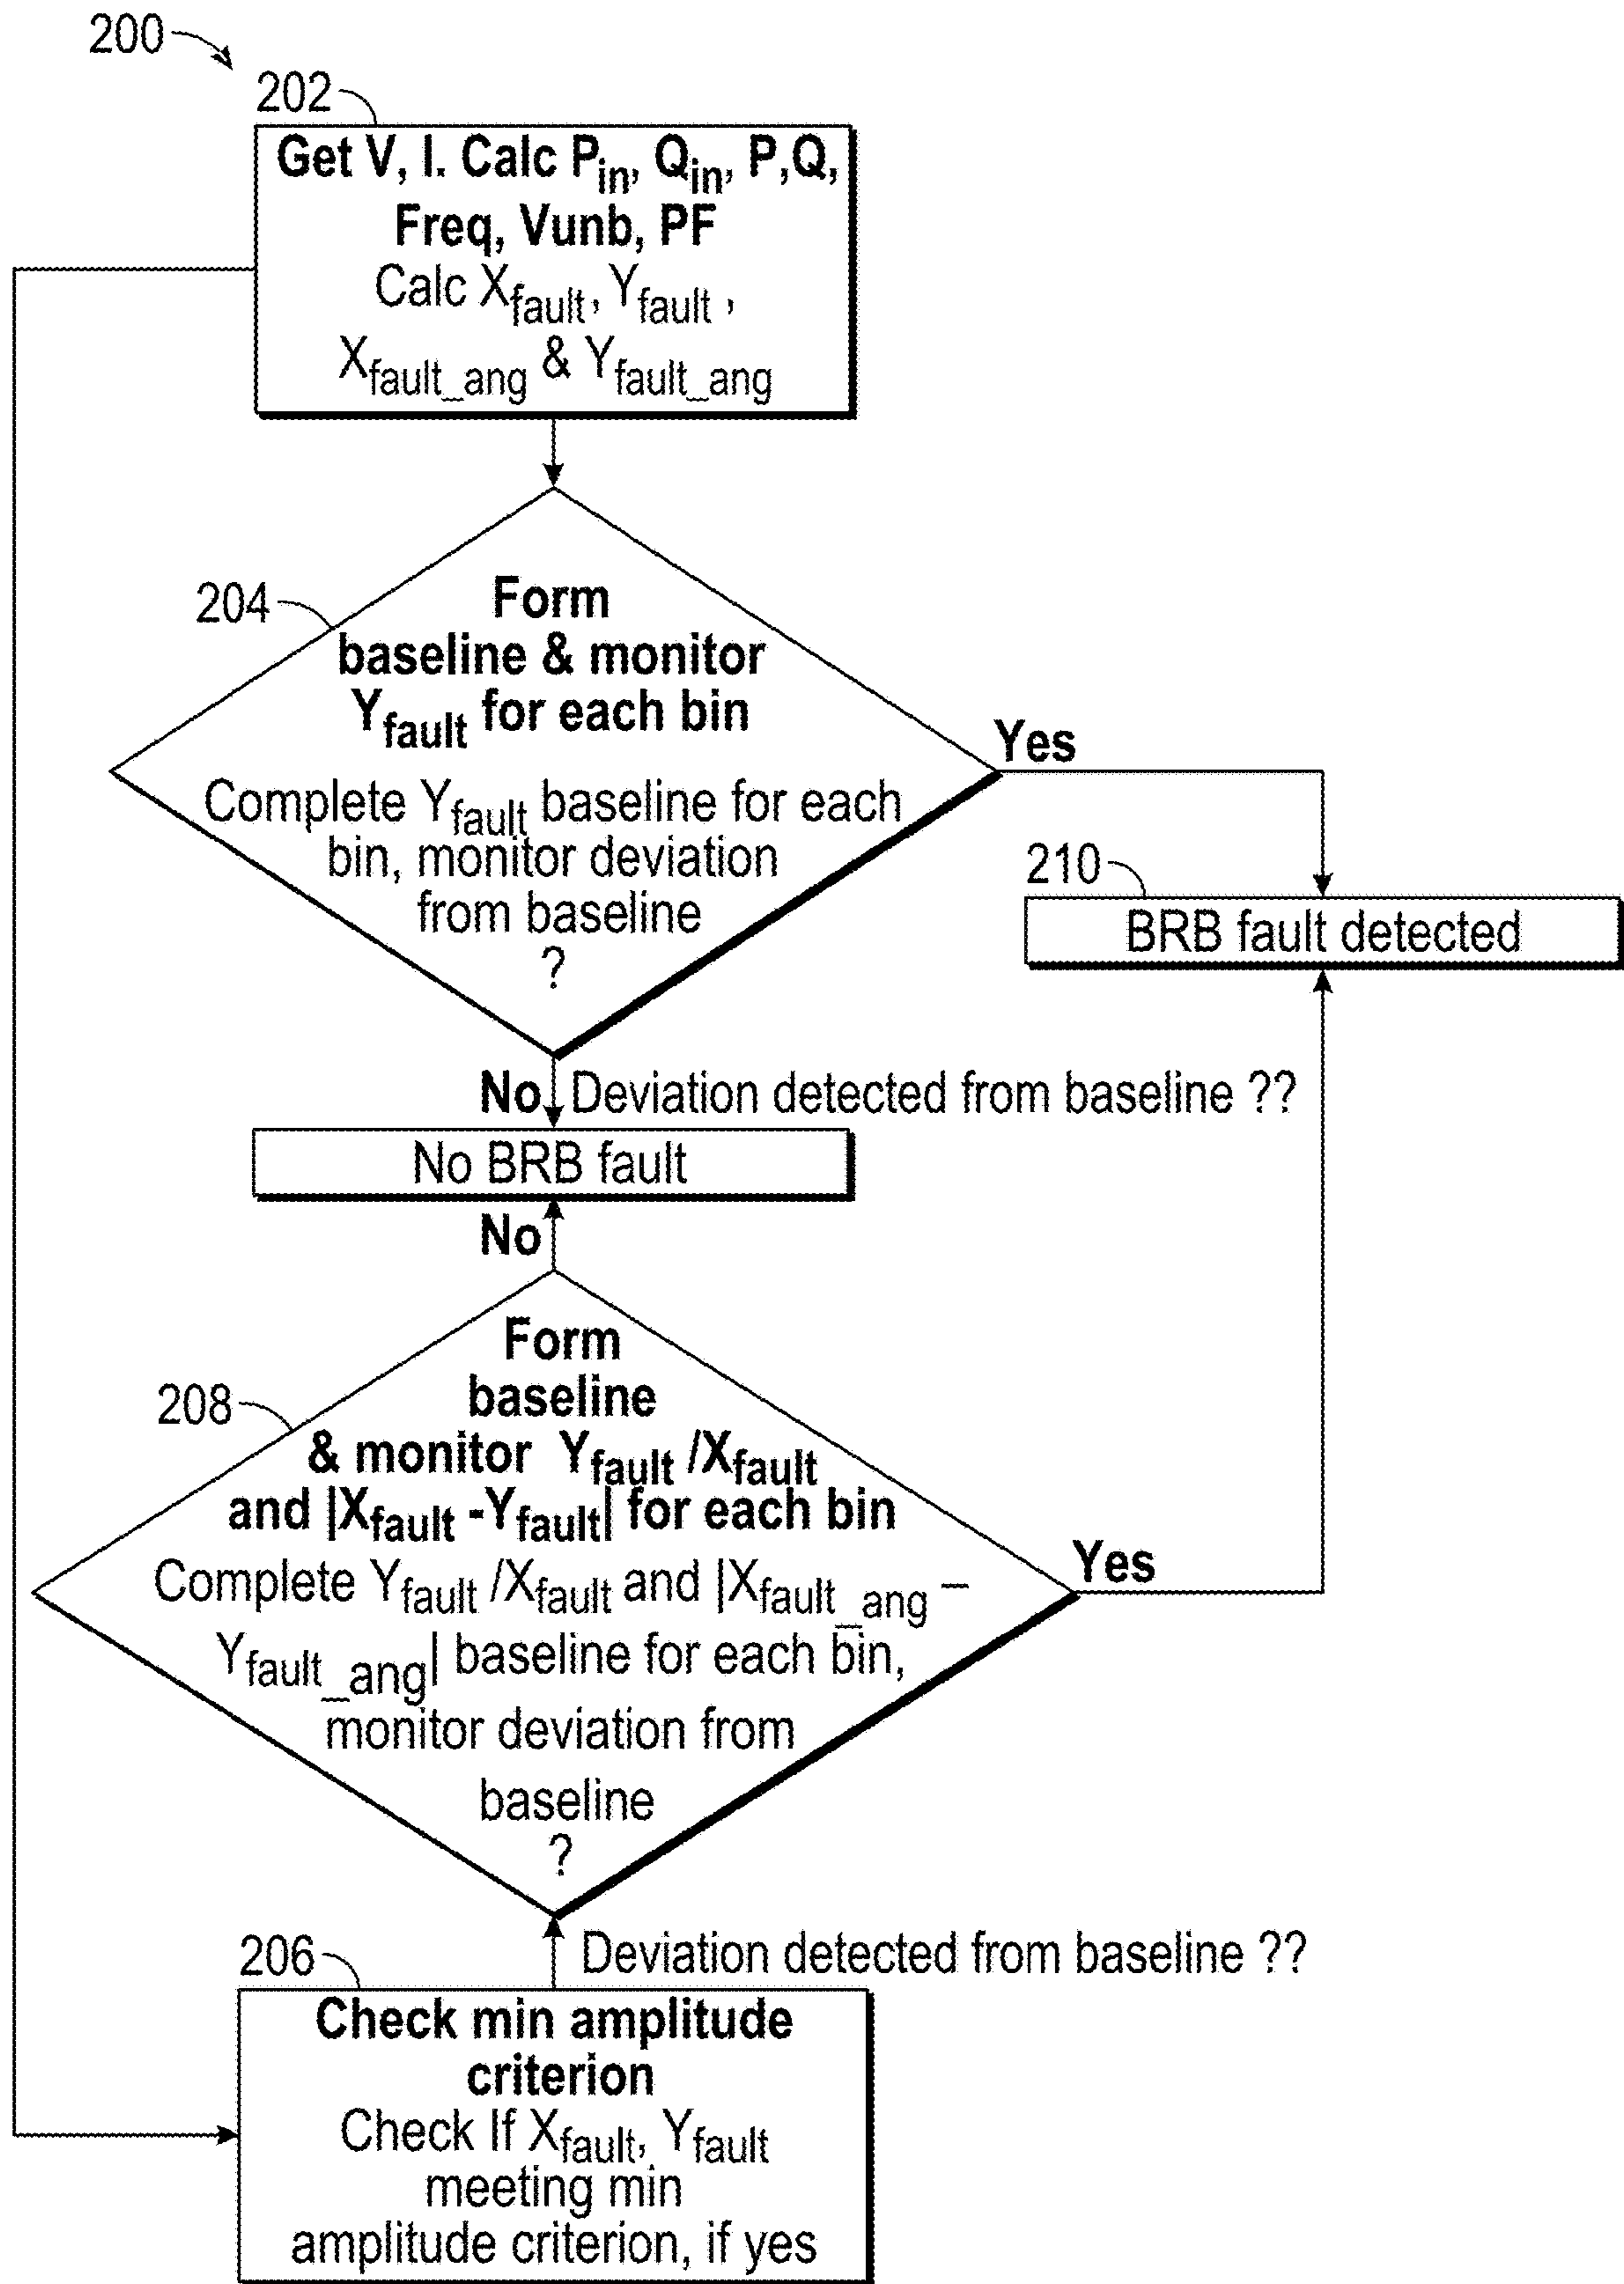 200
202
Get V, I. Calc Pin, Qin, P,Q,
Freq, Vunb, PF
Calc Xfault, Yfault ,
Xfault_ang & Yfault_ang
204
Form
baseline & monitor
Yfault for each bin
Complete Yfault baseline for each
bin, monitor deviation
from baseline
?
Yes
210
BRB fault detected
No
Deviation detected from baseline ??
No BRB fault
No
208
Form
baseline
& monitor Yfault /Xfault
and |Xfault -Yfault| for each bin
Complete Yfault /Xfault and |Xfault_ang –
Yfault_ang| baseline for each bin,
monitor deviation from
baseline
?
Yes
206
Deviation detected from baseline ??
Check min amplitude
criterion
Check If Xfault, Yfault
meeting min
amplitude criterion, if yes